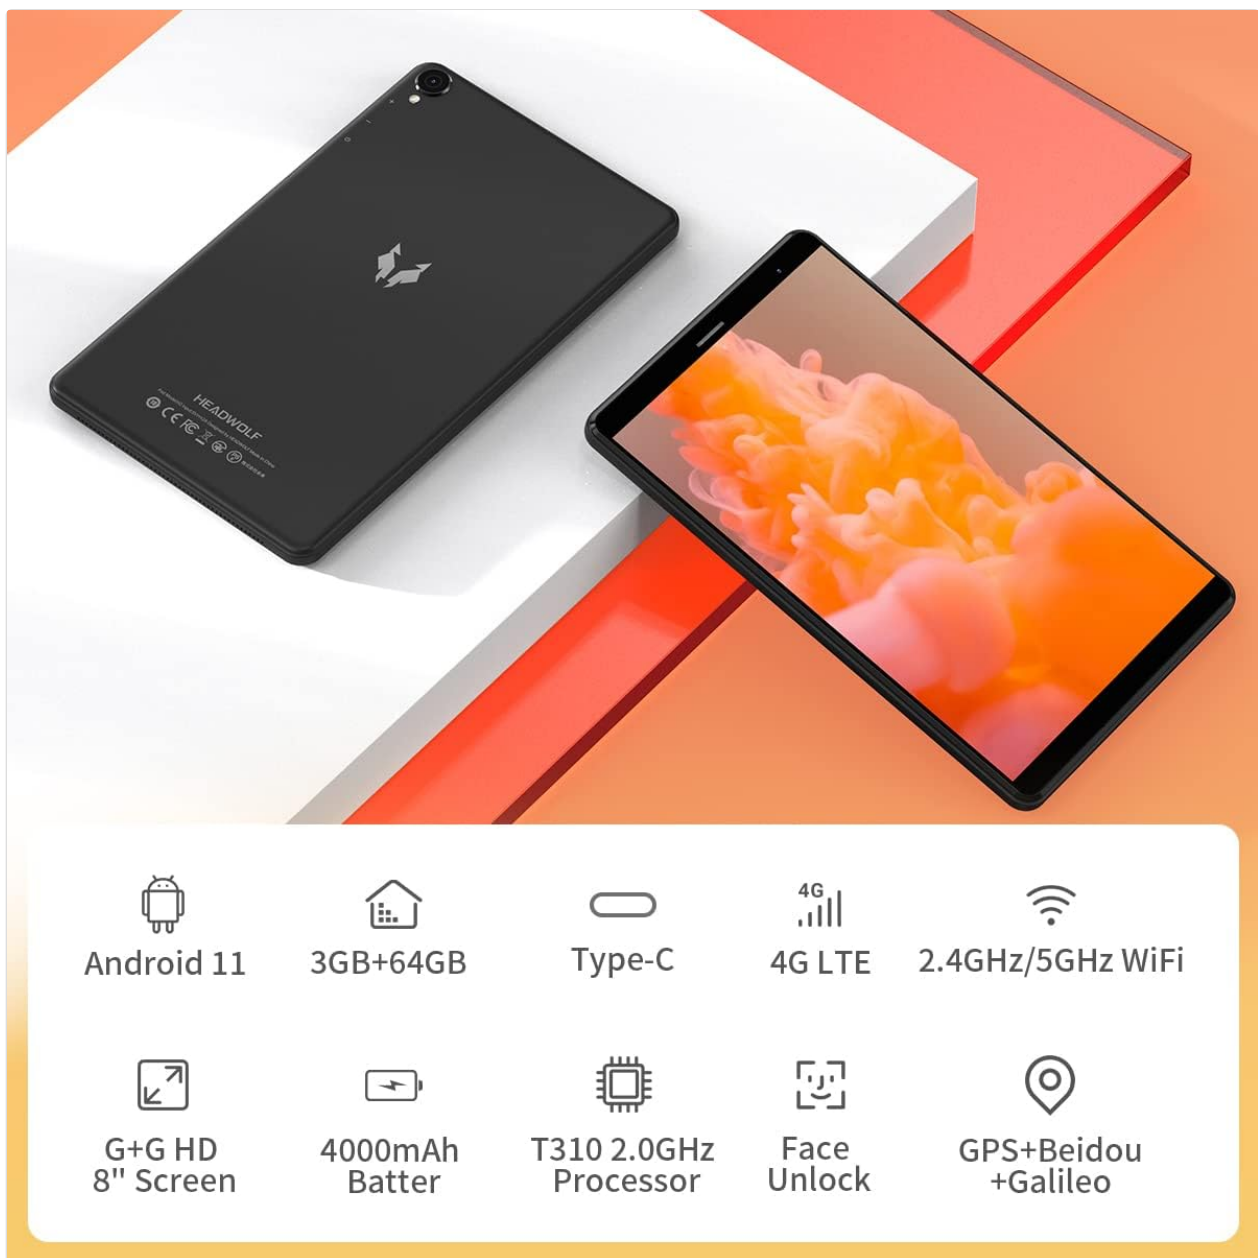 HEADWOLF
Android 11
3GB+64GB
Type-C
4G
4G LTE
2.4GHz/5GHz WiFi
G+G HD
8" Screen
4000mAh
Batter
T310 2.0GHz
Processor
Face
Unlock
GPS+Beidou
+Galileo